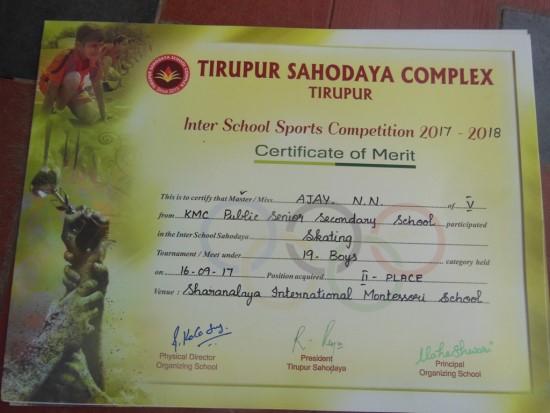 TIRUPUR SAHODAYA COMPLEX
TIRUPUR
Inter School Sports Competition 2017 - 2018
Certificate of Merit
This is to certify that Master / Miss AJAY. N.N. of V
from KMC Public Senior Secondary School participated
in the Inter School Sahodaya Skating
Tournament / Meet under 19- Boys category held
on 16-09-17 Position acquired II - PLACE
Venue : Sharanalaya International Montessori School
Maheshwari
Physical Director
Organizing School
President
Tirupur Sahodaya
Principal
Organizing School